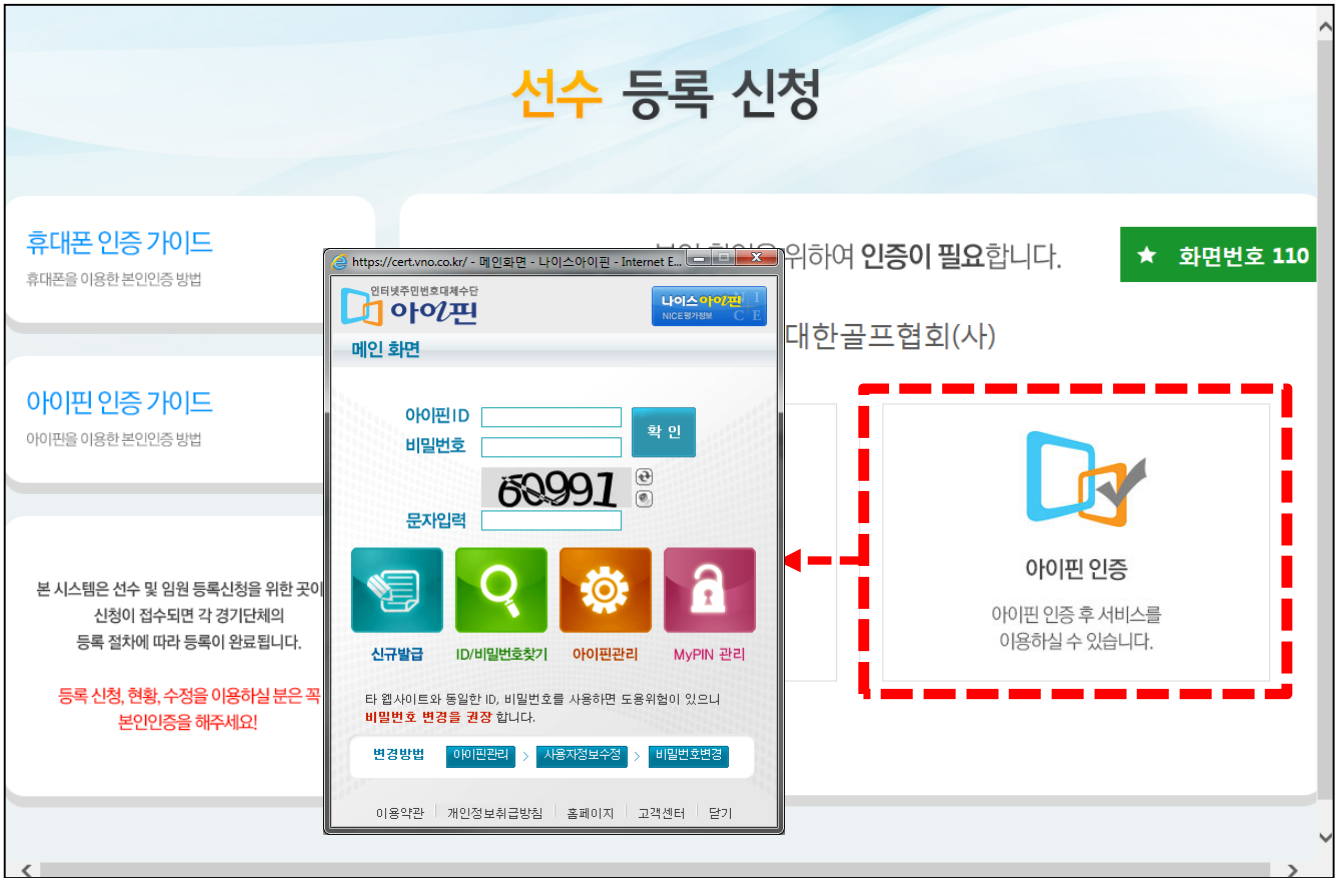 선수 등록 신청
휴대폰 인증 가이드
휴대폰을 이용한 본인인증 방법
아이핀 인증 가이드
아이핀을 이용한 본인인증 방법
본 시스템은 선수 및 임원 등록신청을 위한 곳이
신청이 접수되면 각 경기단체의
등록 절차에 따라 등록이 완료됩니다.
등록 신청, 현황, 수정을 이용하실 분은 꼭
본인인증을 해주세요!
위하여 인증이 필요합니다.
★ 화면번호 110
대한골프협회(사)
https://cert.vno.co.kr/ - 메인화면 - 나이스아이핀 - Internet E...
인터넷주민번호대체수단
아이핀
나이스아이핀
NICE평가정보
NICE
메인 화면
아이핀ID
비밀번호
확 인
60991
문자입력
신규발급
ID/비밀번호찾기
아이핀관리
MyPIN 관리
타 웹사이트와 동일한 ID, 비밀번호를 사용하면 도용위험이 있으니
비밀번호 변경을 권장 합니다.
변경방법 아이핀관리 > 사용자정보수정 > 비밀번호변경
이용약관 개인정보취급방침 홈페이지 고객센터 닫기
아이핀 인증
아이핀 인증 후 서비스를
이용하실 수 있습니다.